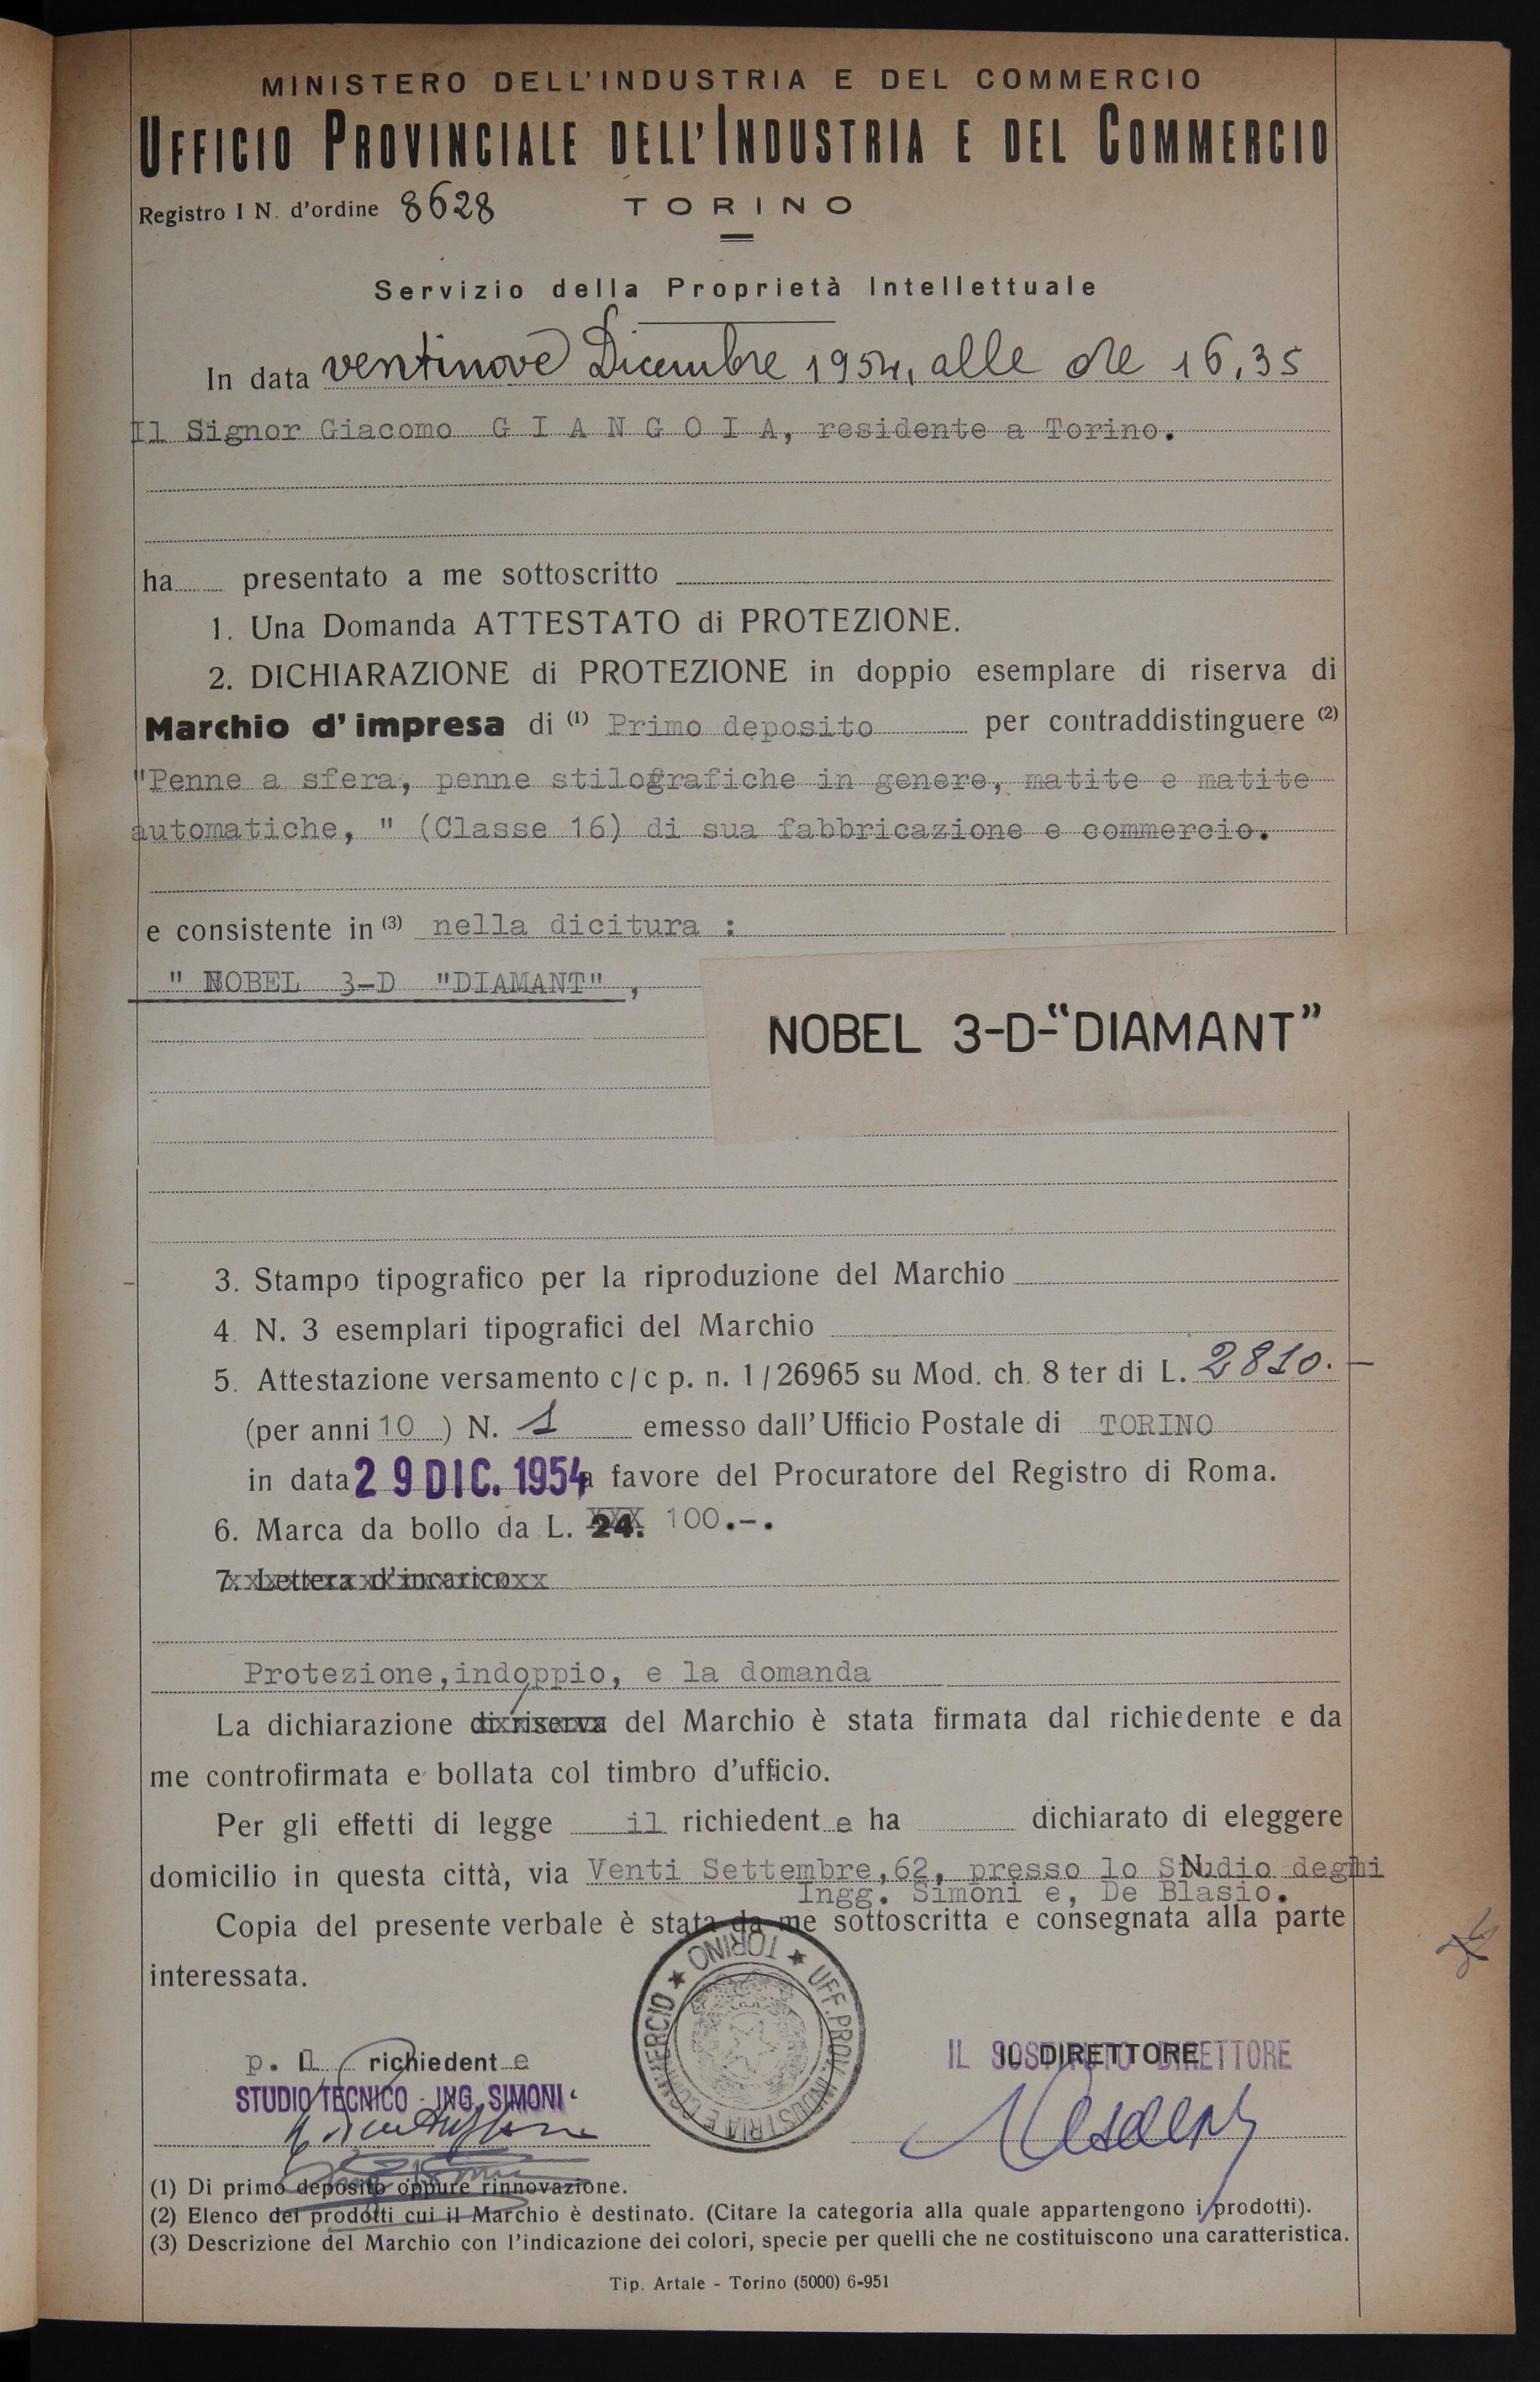 MINISTERO DELL'INDUSTRIA E DEL COMMERCIO
UFFICIO PROVINCIALE DELL'INDUSTRIA E DEL COMMERCIO
Registro I N. d'ordine 8628 TORINO
Servizio della Proprietà Intellettuale
In data ventinove Dicembre 1954, alle ore 16,35
Il Signor Giacomo G I A N G O I A, residente a Torino.
ha presentato a me sottoscritto
1. Una Domanda ATTESTATO di PROTEZIONE.
2. DICHIARAZIONE di PROTEZIONE in doppio esemplare di riserva di
Marchio d'impresa di (1) Primo deposito per contraddistinguere (2)
"Penne a sfera, penne stilografiche in genere, matite e matite
automatiche, " (Classe 16) di sua fabbricazione e commercio.
e consistente in (3) nella dicitura :
" NOBEL 3-D "DIAMANT" ,
NOBEL 3-D-“DIAMANT”
3. Stampo tipografico per la riproduzione del Marchio
4. N. 3 esemplari tipografici del Marchio
5. Attestazione versamento c/c p. n. 1/26965 su Mod. ch. 8 ter di L. 2810.-
(per anni 10 ) N. 1 emesso dall'Ufficio Postale di TORINO
in data 29 DIC. 1954 a favore del Procuratore del Registro di Roma.
6. Marca da bollo da L. 24. 100.-.
7. Lettera d'incarico
Protezione,indoppio, e la domanda
La dichiarazione di riserva del Marchio è stata firmata dal richiedente e da
me controfirmata e bollata col timbro d'ufficio.
Per gli effetti di legge il richiedent e ha dichiarato di eleggere
domicilio in questa città, via Venti Settembre,62, presso lo Studio degli
Ingg. Simoni e, De Blasio.
Copia del presente verbale è stata da me sottoscritta e consegnata alla parte
interessata.
UFF. PROV. INDUSTRIA E COMMERCIO ★ TORINO ★
p. Il richiedent e
IL SOSTITUTO DIRETTORE
IL DIRETTORE
STUDIO TECNICO - ING. SIMONI
(1) Di primo deposito oppure rinnovazione.
(2) Elenco dei prodotti cui il Marchio è destinato. (Citare la categoria alla quale appartengono i prodotti).
(3) Descrizione del Marchio con l'indicazione dei colori, specie per quelli che ne costituiscono una caratteristica.
Tip. Artale - Torino (5000) 6-951